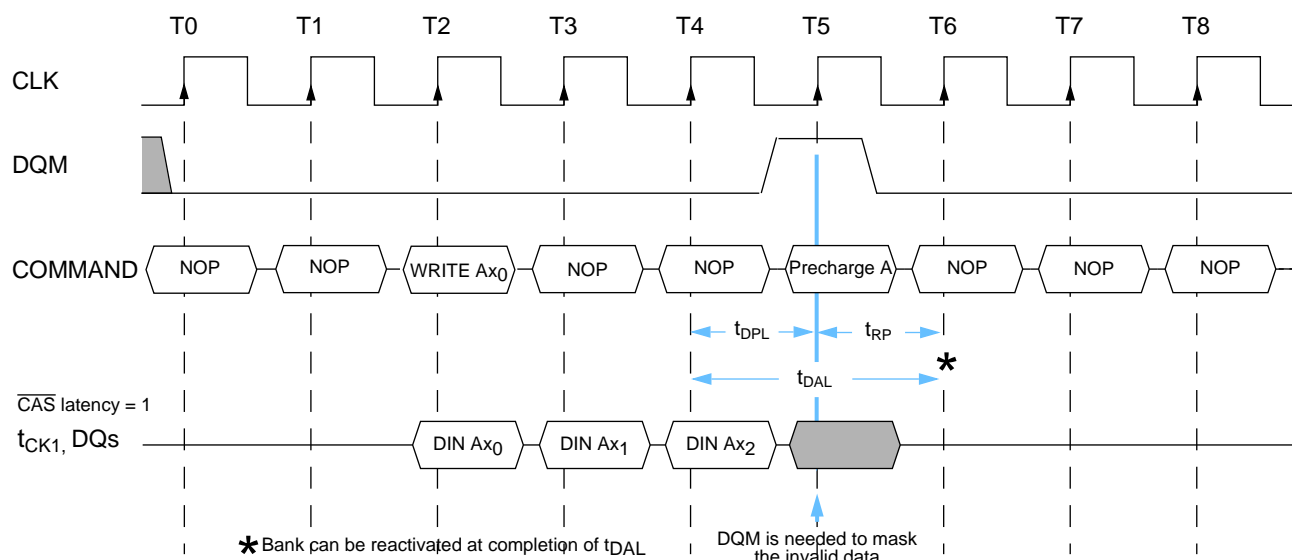 T0 T1 T2 T3 T4 T5 T6 T7 T8
CLK
DQM
COMMAND NOP NOP WRITE Ax0 NOP NOP Precharge A NOP NOP NOP
tDPL tRP
tDAL *
CAS latency = 1
tCK1, DQs DIN Ax0 DIN Ax1 DIN Ax2
* Bank can be reactivated at completion of tDAL
DQM is needed to mask
the invalid data